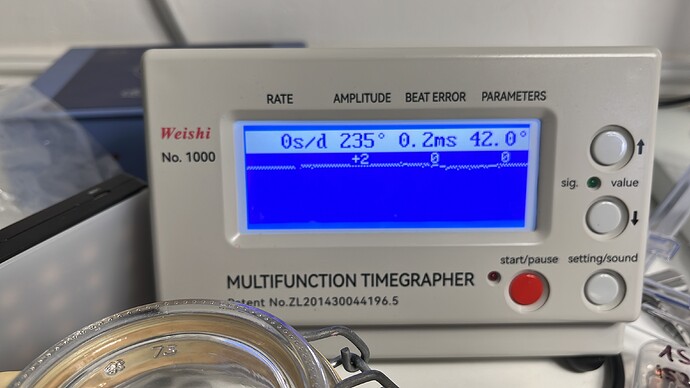 RATE AMPLITUDE BEAT ERROR PARAMETERS
Weishi
No. 1000
0s/d 235° 0.2ms 42.0°
+2 0 0
sig. value
start/pause setting/sound
MULTIFUNCTION TIMEGRAPHER
Patent No.ZL201430044196.5